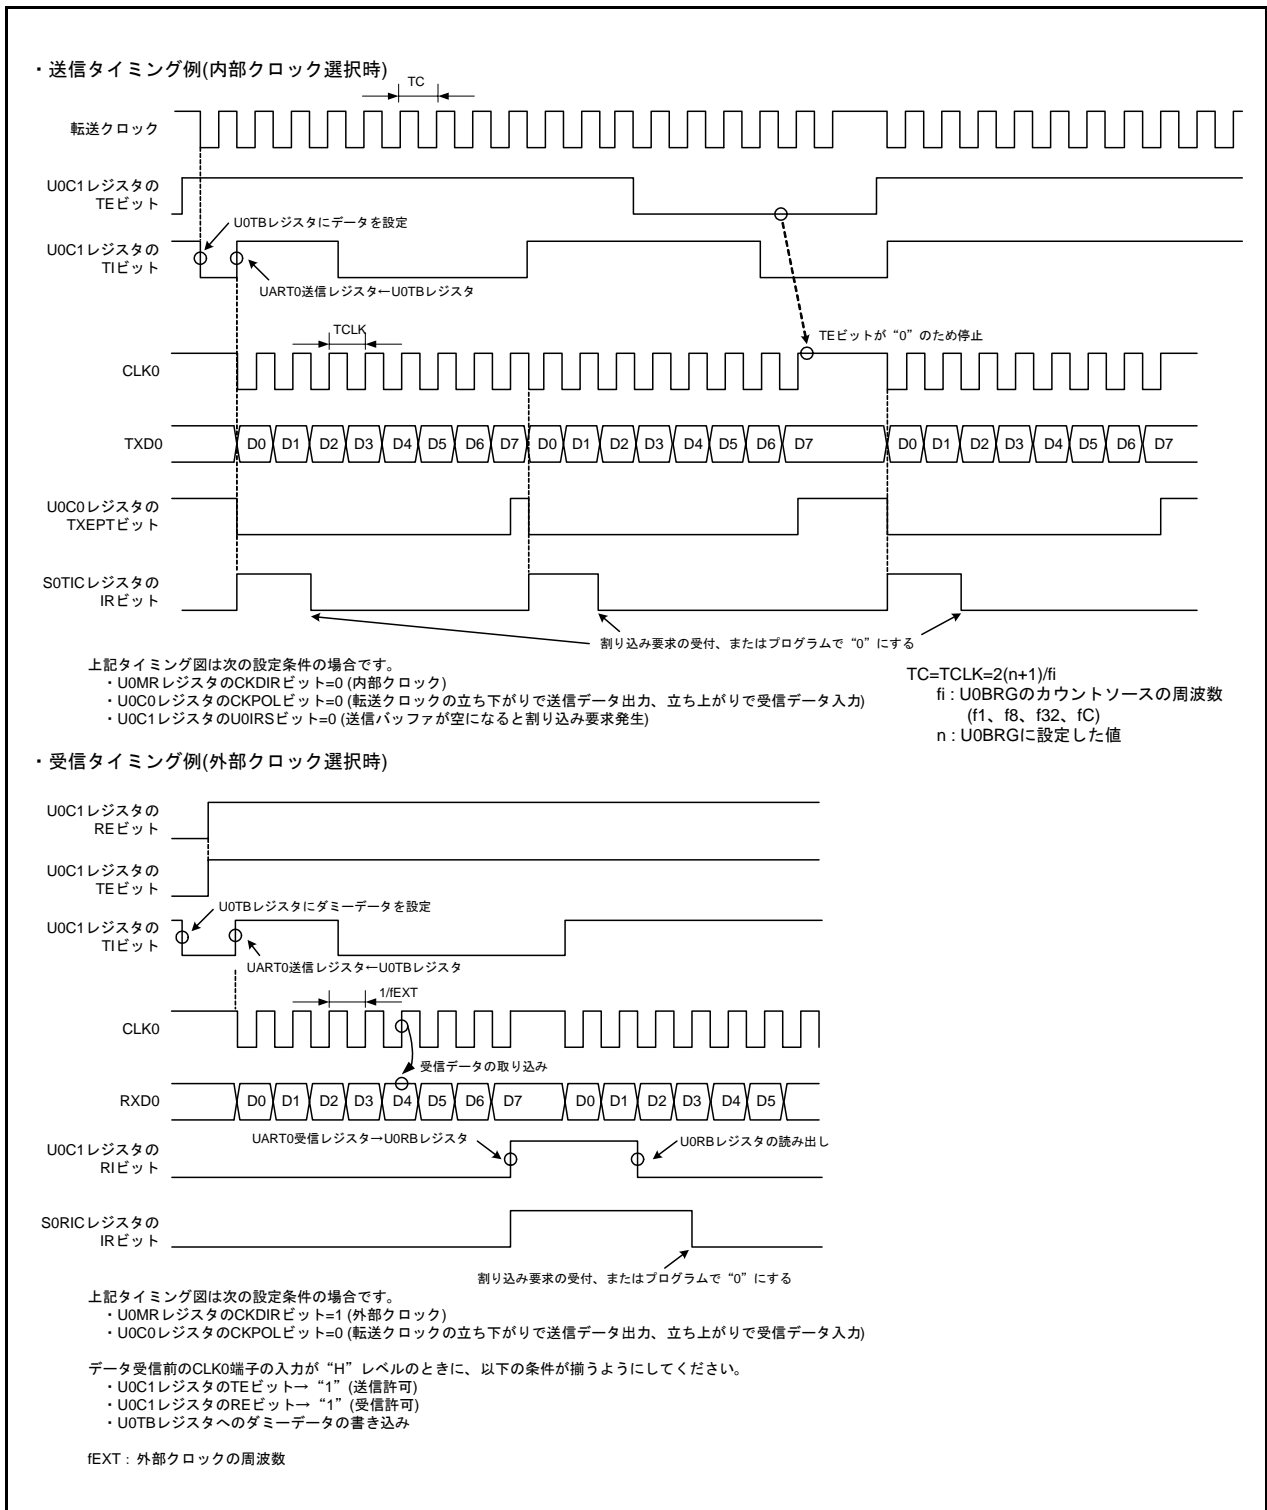 ・送信タイミング例(内部クロック選択時)
TC
転送クロック
U0C1レジスタの
TEビット
U0TBレジスタにデータを設定
U0C1レジスタの
TIビット
UART0送信レジスタ←U0TBレジスタ
TCLK
TEビットが“0”のため停止
CLK0
TXD0
D0 D1 D2 D3 D4 D5 D6 D7 D0 D1 D2 D3 D4 D5 D6 D7 D0 D1 D2 D3 D4 D5 D6 D7
U0C0レジスタの
TXEPTビット
S0TICレジスタの
IRビット
割り込み要求の受付、またはプログラムで“0”にする
上記タイミング図は次の設定条件の場合です。
・U0MRレジスタのCKDIRビット=0 (内部クロック)
・U0C0レジスタのCKPOLビット=0 (転送クロックの立ち下がりで送信データ出力、立ち上がりで受信データ入力)
・U0C1レジスタのU0IRSビット=0 (送信バッファが空になると割り込み要求発生)
TC=TCLK=2(n+1)/fi
fi : U0BRGのカウントソースの周波数
(f1、f8、f32、fC)
n : U0BRGに設定した値
・受信タイミング例(外部クロック選択時)
U0C1レジスタの
REビット
U0C1レジスタの
TEビット
U0TBレジスタにダミーデータを設定
U0C1レジスタの
TIビット
UART0送信レジスタ←U0TBレジスタ
1/fEXT
CLK0
受信データの取り込み
RXD0
D0 D1 D2 D3 D4 D5 D6 D7 D0 D1 D2 D3 D4 D5
UART0受信レジスタ→U0RBレジスタ
U0RBレジスタの読み出し
U0C1レジスタの
RIビット
S0RICレジスタの
IRビット
割り込み要求の受付、またはプログラムで“0”にする
上記タイミング図は次の設定条件の場合です。
・U0MRレジスタのCKDIRビット=1 (外部クロック)
・U0C0レジスタのCKPOLビット=0 (転送クロックの立ち下がりで送信データ出力、立ち上がりで受信データ入力)
データ受信前のCLK0端子の入力が“H”レベルのときに、以下の条件が揃うようにしてください。
・U0C1レジスタのTEビット→“1”(送信許可)
・U0C1レジスタのREビット→“1”(受信許可)
・U0TBレジスタへのダミーデータの書き込み
fEXT : 外部クロックの周波数